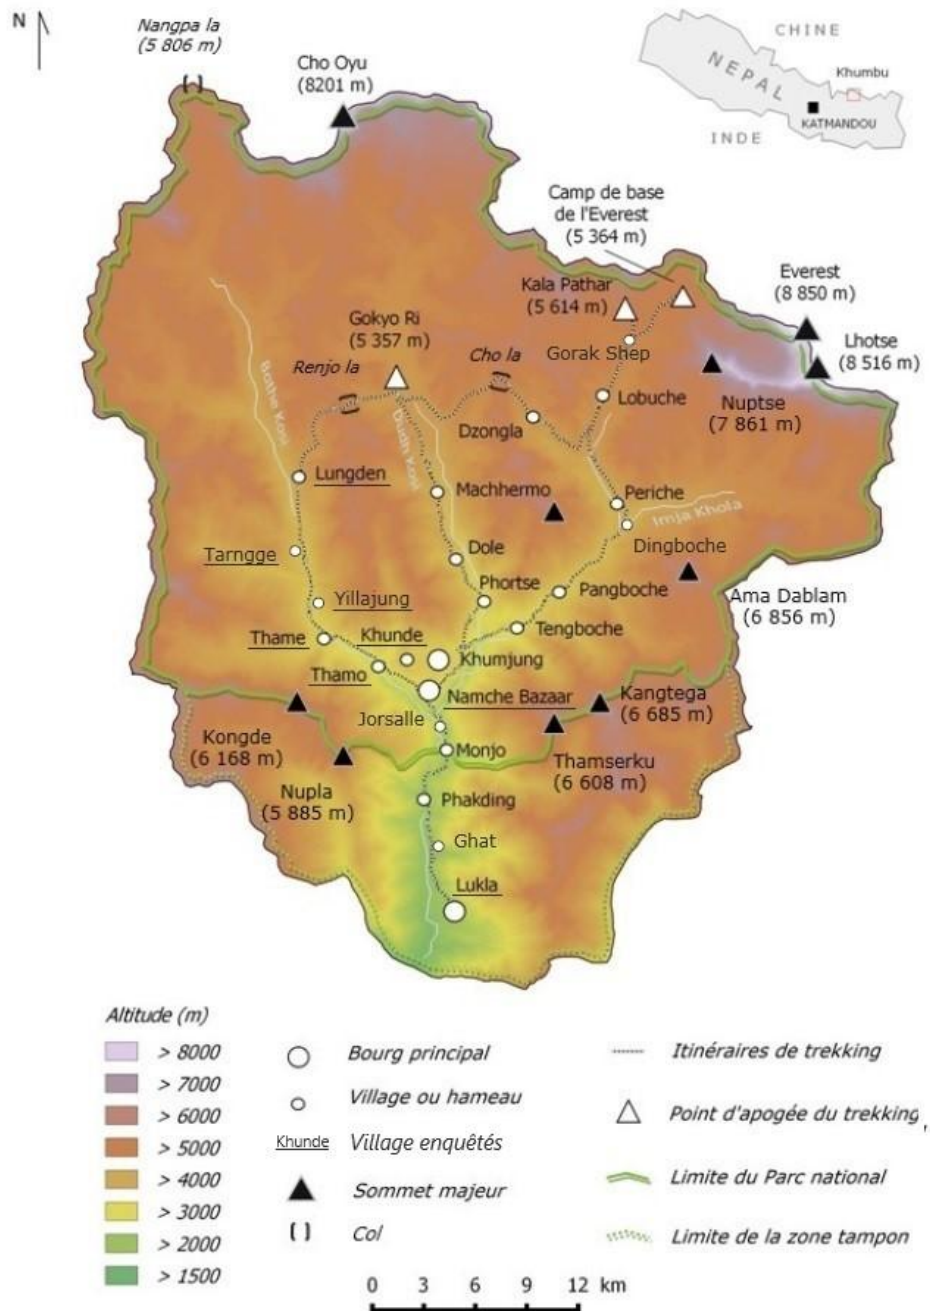 N
Nangpa la
(5 806 m)
Cho Oyu
(8201 m)
CHINE
NEPAL
Khumbu
KATMANDOU
INDE
Camp de base
de l'Everest
(5 364 m)
Everest
(8 850 m)
Kala Pathar
(5 614 m)
Lhotse
(8 516 m)
Gokyo Ri
(5 357 m)
Gorak Shep
Renjo la
Cho la
Nuptse
(7 861 m)
Lobuche
Dzongla
Bothe Kosi
Dudh Kosi
Lungden
Machhermo
Periche
Imja Khola
Tarngge
Dole
Dingboche
Phortse
Pangboche
Ama Dablam
(6 856 m)
Yillajung
Thame
Khunde
Tengboche
Thamo
Khumjung
Namche Bazaar
Kangtega
(6 685 m)
Jorsalle
Kongde
(6 168 m)
Monjo
Thamserku
(6 608 m)
Nupla
(5 885 m)
Phakding
Ghat
Lukla
Altitude (m)
> 8000
> 7000
> 6000
> 5000
> 4000
> 3000
> 2000
> 1500
Bourg principal
Village ou hameau
Khunde Village enquêtés
Sommet majeur
Col
Itinéraires de trekking
Point d'apogée du trekking
Limite du Parc national
Limite de la zone tampon
0 3 6 9 12 km